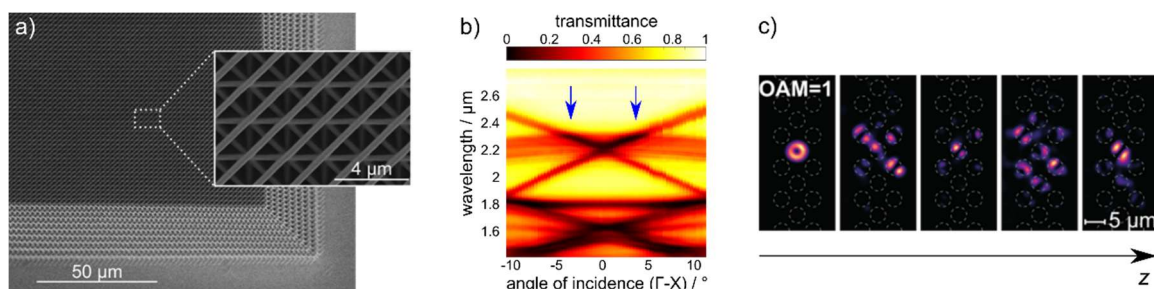 a)
4 µm
50 µm
b)
transmittance
0 0.2 0.4 0.6 0.8 1
wavelength / µm
2.6
2.4
2.2
2
1.8
1.6
-10 -5 0 5 10
angle of incidence (Γ-X) / °
c)
OAM=1
5 µm
z